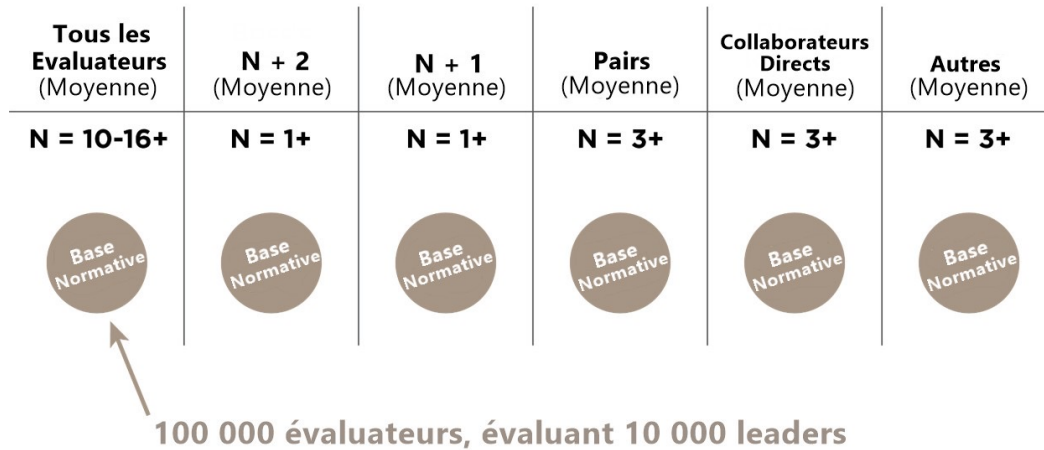 Tous les
Evaluateurs
(Moyenne)
N + 2
(Moyenne)
N + 1
(Moyenne)
Pairs
(Moyenne)
Collaborateurs
Directs
(Moyenne)
Autres
(Moyenne)
N = 10-16+
N = 1+
N = 1+
N = 3+
N = 3+
N = 3+
Base
Normative
Base
Normative
Base
Normative
Base
Normative
Base
Normative
Base
Normative
100 000 évaluateurs, évaluant 10 000 leaders